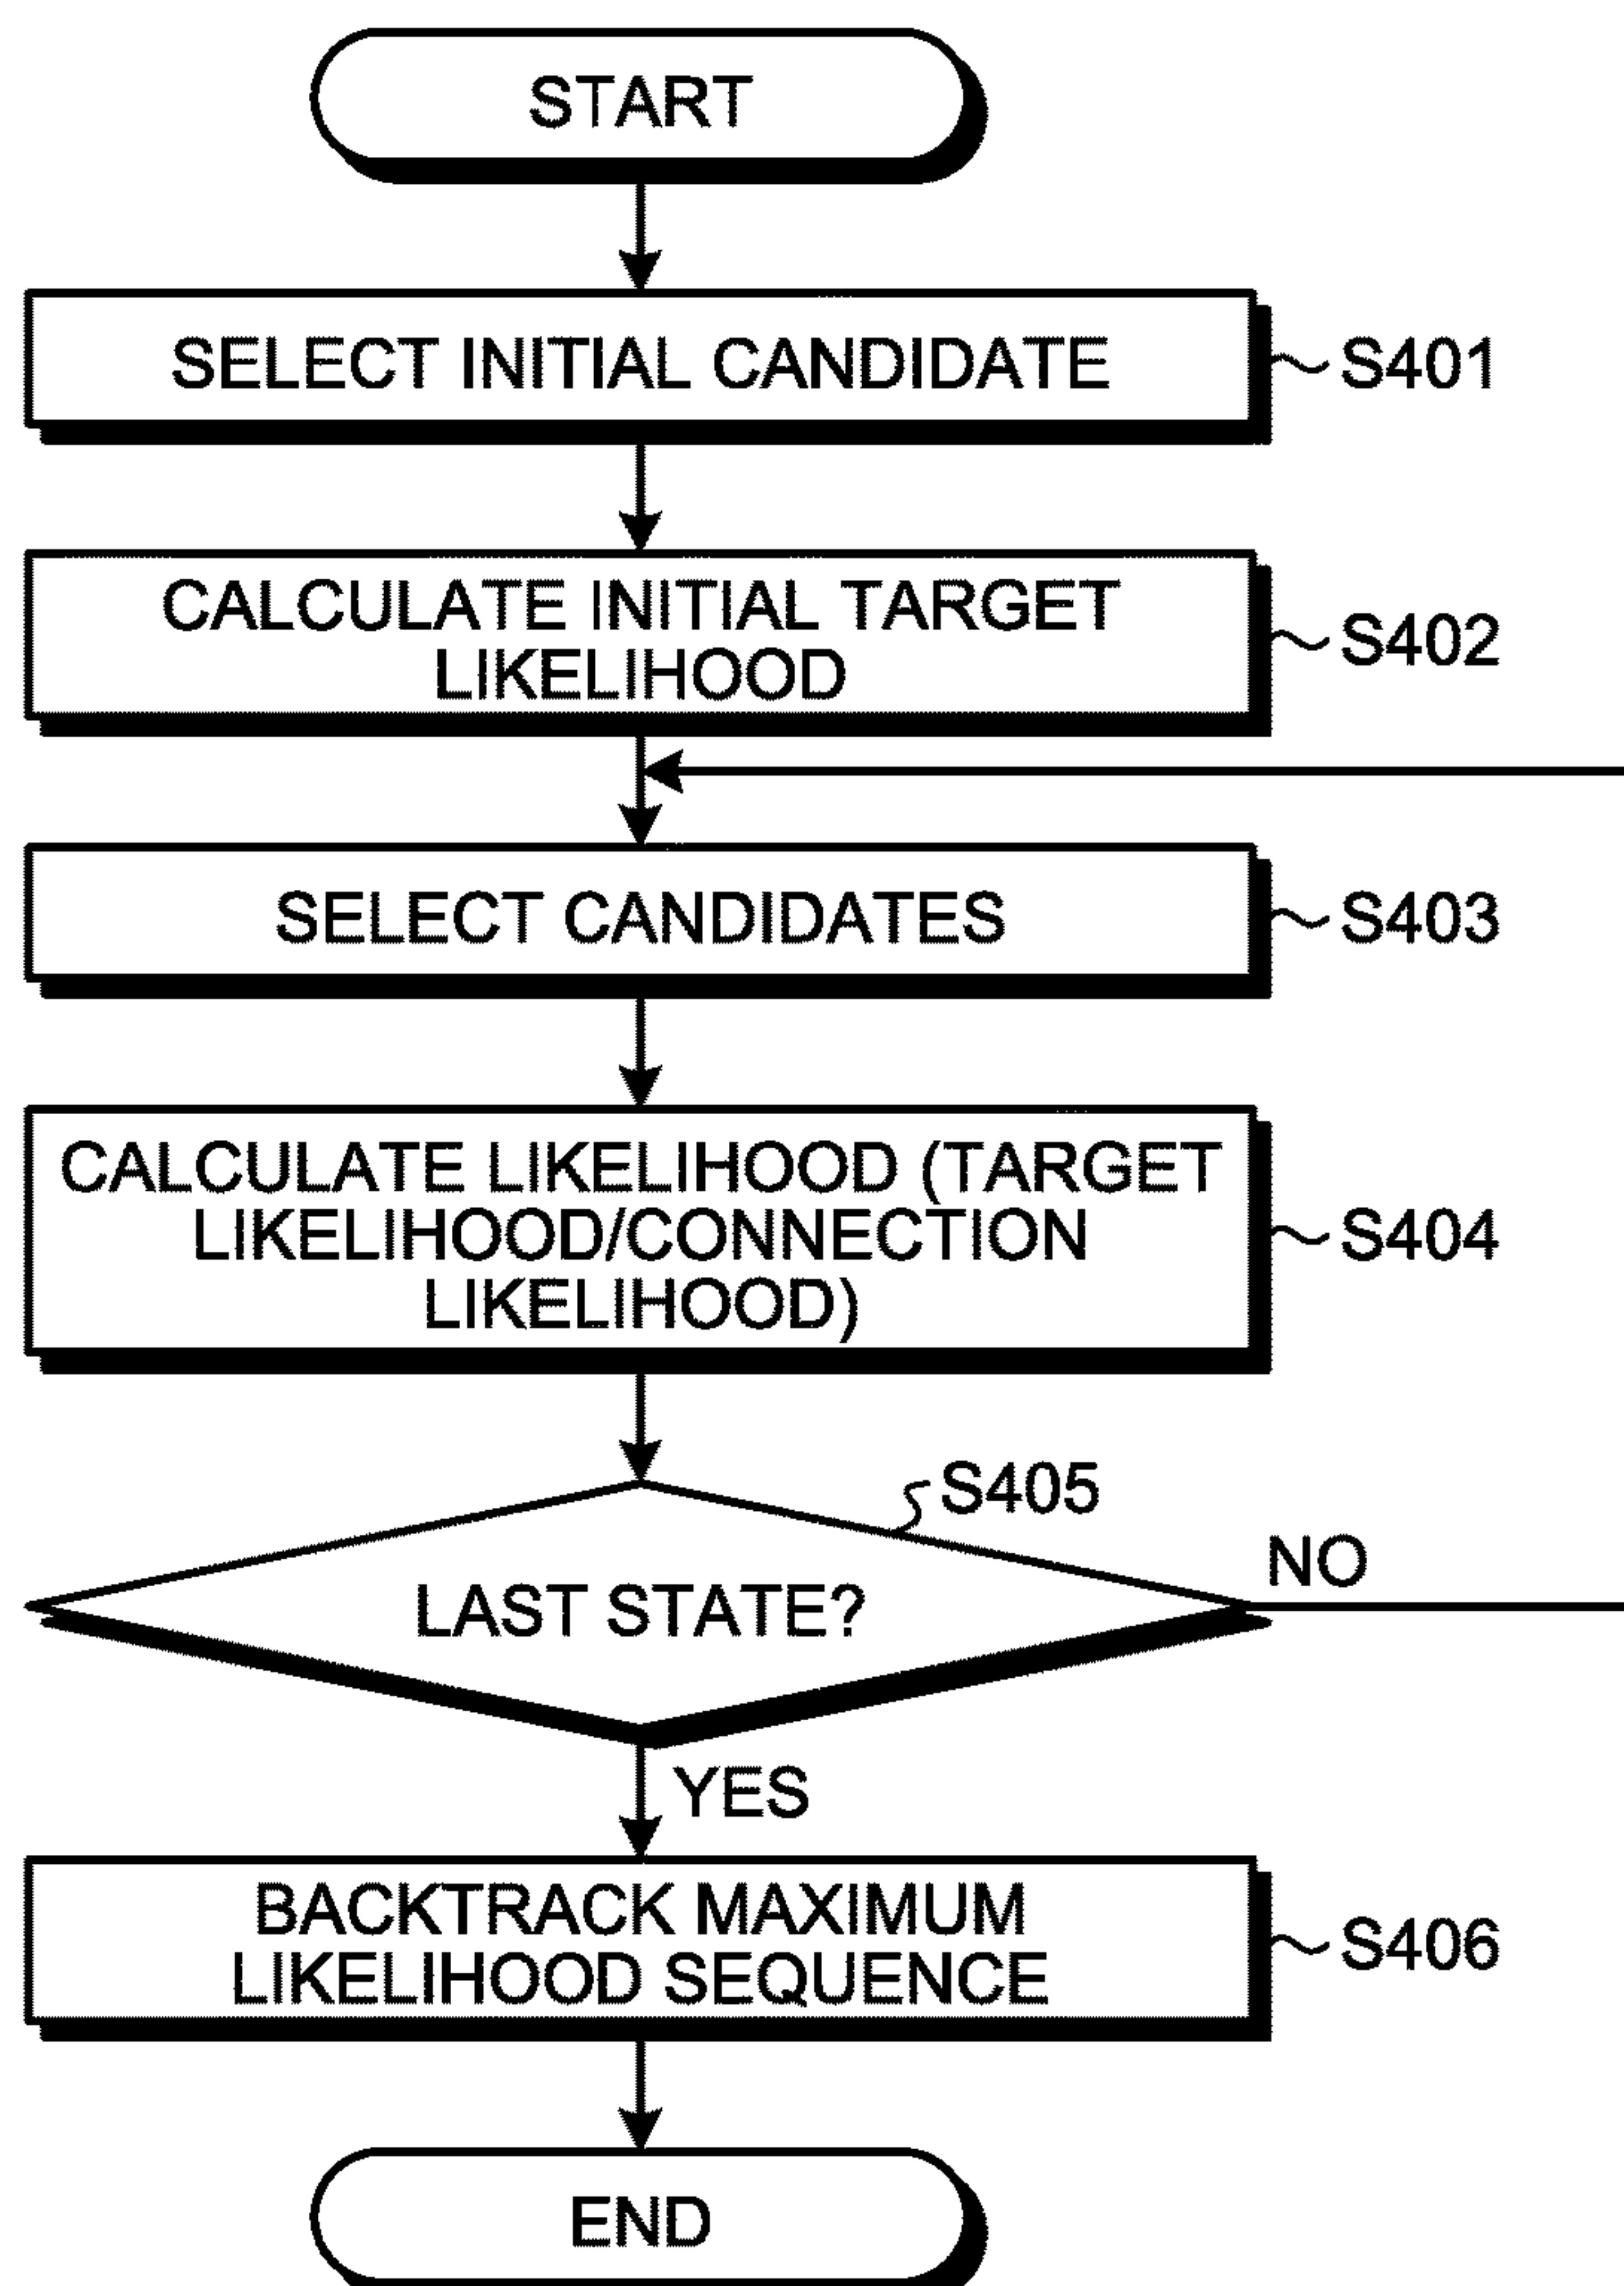 START
SELECT INITIAL CANDIDATE
S401
CALCULATE INITIAL TARGET
LIKELIHOOD
S402
SELECT CANDIDATES
S403
CALCULATE LIKELIHOOD (TARGET
LIKELIHOOD/CONNECTION
LIKELIHOOD)
S404
S405
LAST STATE?
NO
YES
BACKTRACK MAXIMUM
LIKELIHOOD SEQUENCE
S406
END